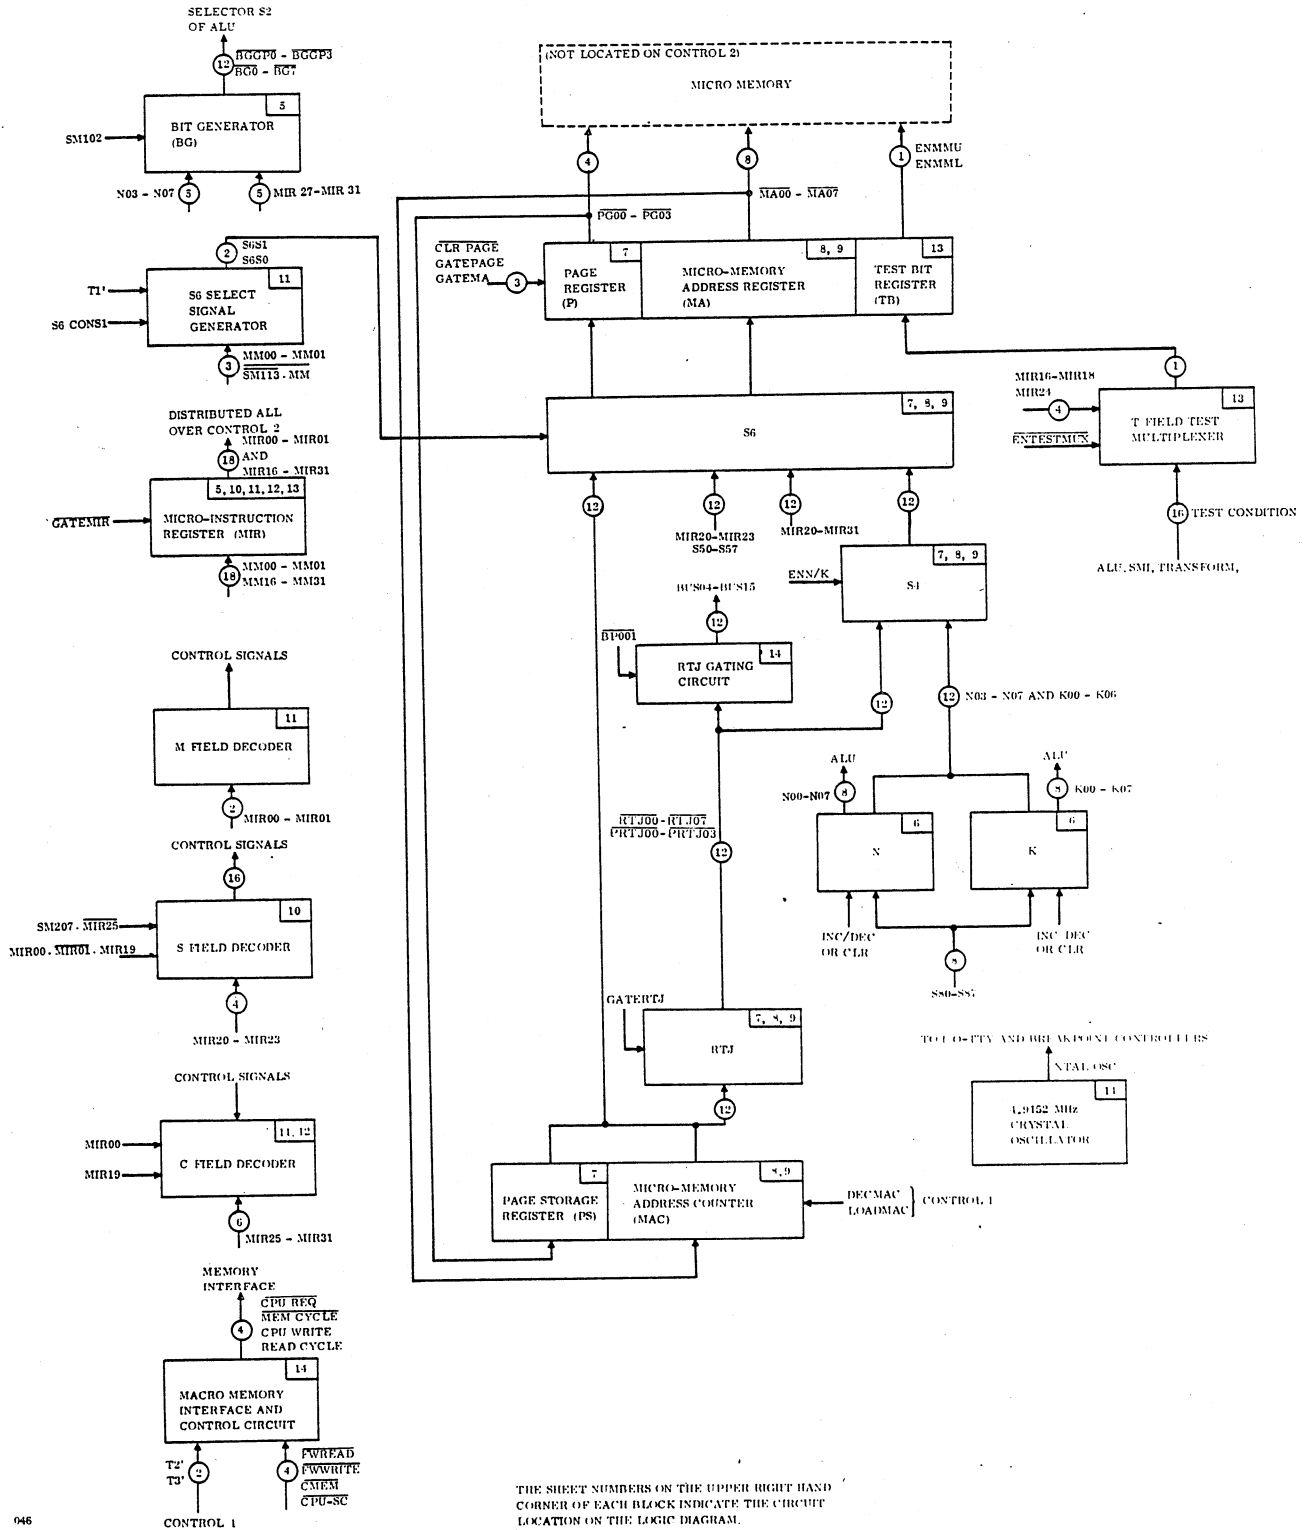 SELECTOR S2
OF ALU
BGGP0 - BGGP3
12
BG0 - BG7
5
BIT GENERATOR
(BG)
SM102
N03 - N07
5
5
MIR 27-MIR 31
2
S6S1
S6S0
11
S6 SELECT
SIGNAL
GENERATOR
T1'
S6 CONS1
3
MM00 - MM01
SM113 . MM
DISTRIBUTED ALL
OVER CONTROL 2
MIR00 - MIR01
18
AND
MIR16 - MIR31
5, 10, 11, 12, 13
MICRO-INSTRUCTION
REGISTER (MIR)
GATEMIR
18
MM00 - MM01
MM16 - MM31
CONTROL SIGNALS
11
M FIELD DECODER
2
MIR00 - MIR01
CONTROL SIGNALS
16
10
S FIELD DECODER
SM207 . MIR25
MIR00 . MIR01 . MIR19
4
MIR20 - MIR23
CONTROL SIGNALS
11, 12
C FIELD DECODER
MIR00
MIR19
6
MIR25 - MIR31
MEMORY
INTERFACE
4
CPU REQ
MEM CYCLE
CPU WRITE
READ CYCLE
14
MACRO MEMORY
INTERFACE AND
CONTROL CIRCUIT
T2'
T3'
2
4
FWREAD
FWWRITE
CMEM
CPU-SC
CONTROL 1
046
(NOT LOCATED ON CONTROL 2)
MICRO MEMORY
4
8
1
ENMMU
ENMML
MA00 - MA07
PG00 - PG03
CLR PAGE
GATEPAGE
GATEMA
3
7
PAGE
REGISTER
(P)
8, 9
MICRO-MEMORY
ADDRESS REGISTER
(MA)
13
TEST BIT
REGISTER
(TB)
7, 8, 9
S6
12
12
12
12
MIR20-MIR23
S50-S57
MIR20-MIR31
1
MIR16-MIR18
MIR24
4
ENTESTMUX
13
T FIELD TEST
MULTIPLEXER
16
TEST CONDITION
ALU, SMI, TRANSFORM,
ENN/K
7, 8, 9
S4
BUS04-BUS15
12
BP001
14
RTJ GATING
CIRCUIT
12
12
N03 - N07 AND K00 - K06
ALU
N00-N07
8
6
N
ALU
8
K00 - K07
6
K
INC/DEC
OR CLR
INC DEC
OR CLR
8
S80-S87
RTJ00-RTJ07
PRTJ00-PRTJ03
12
GATERTJ
7, 8, 9
RTJ
12
7
PAGE STORAGE
REGISTER (PS)
8,9
MICRO-MEMORY
ADDRESS COUNTER
(MAC)
DECMAC
LOADMAC
CONTROL 1
TO I/O-TTY AND BREAKPOINT CONTROLLERS
XTAL OSC
14
4.9152 MHz
CRYSTAL
OSCILLATOR
THE SHEET NUMBERS ON THE UPPER RIGHT HAND
CORNER OF EACH BLOCK INDICATE THE CIRCUIT
LOCATION ON THE LOGIC DIAGRAM.